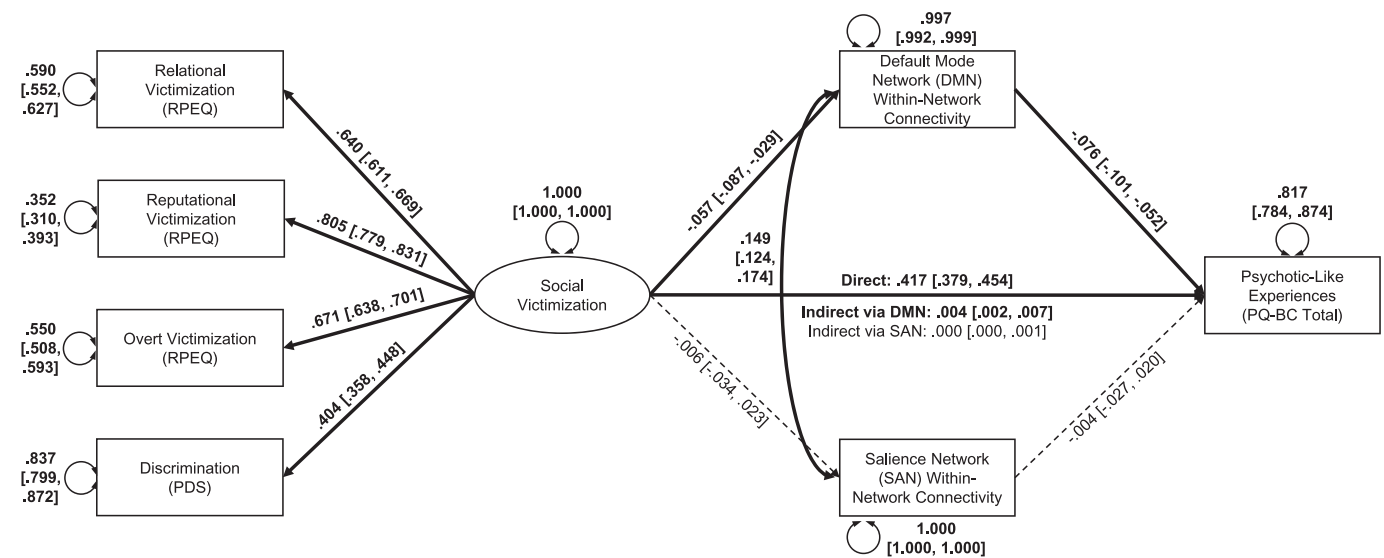 .590
[.552,
.627]
Relational
Victimization
(RPEQ)
.352
[.310,
.393]
Reputational
Victimization
(RPEQ)
.550
[.508,
.593]
Overt Victimization
(RPEQ)
.837
[.799,
.872]
Discrimination
(PDS)
.640 [.611, .669]
.805 [.779, .831]
.671 [.638, .701]
.404 [.358, .448]
1.000
[1.000, 1.000]
Social
Victimization
-.057 [-.087, -.029]
.149
[.124,
.174]
Direct: .417 [.379, .454]
Indirect via DMN: .004 [.002, .007]
Indirect via SAN: .000 [.000, .001]
-.006 [-.034, .023]
.997
[.992, .999]
Default Mode
Network (DMN)
Within-Network
Connectivity
Salience Network
(SAN) Within-
Network Connectivity
1.000
[1.000, 1.000]
-.076 [-.101, -.052]
-.004 [-.027, .020]
.817
[.784, .874]
Psychotic-Like
Experiences
(PQ-BC Total)